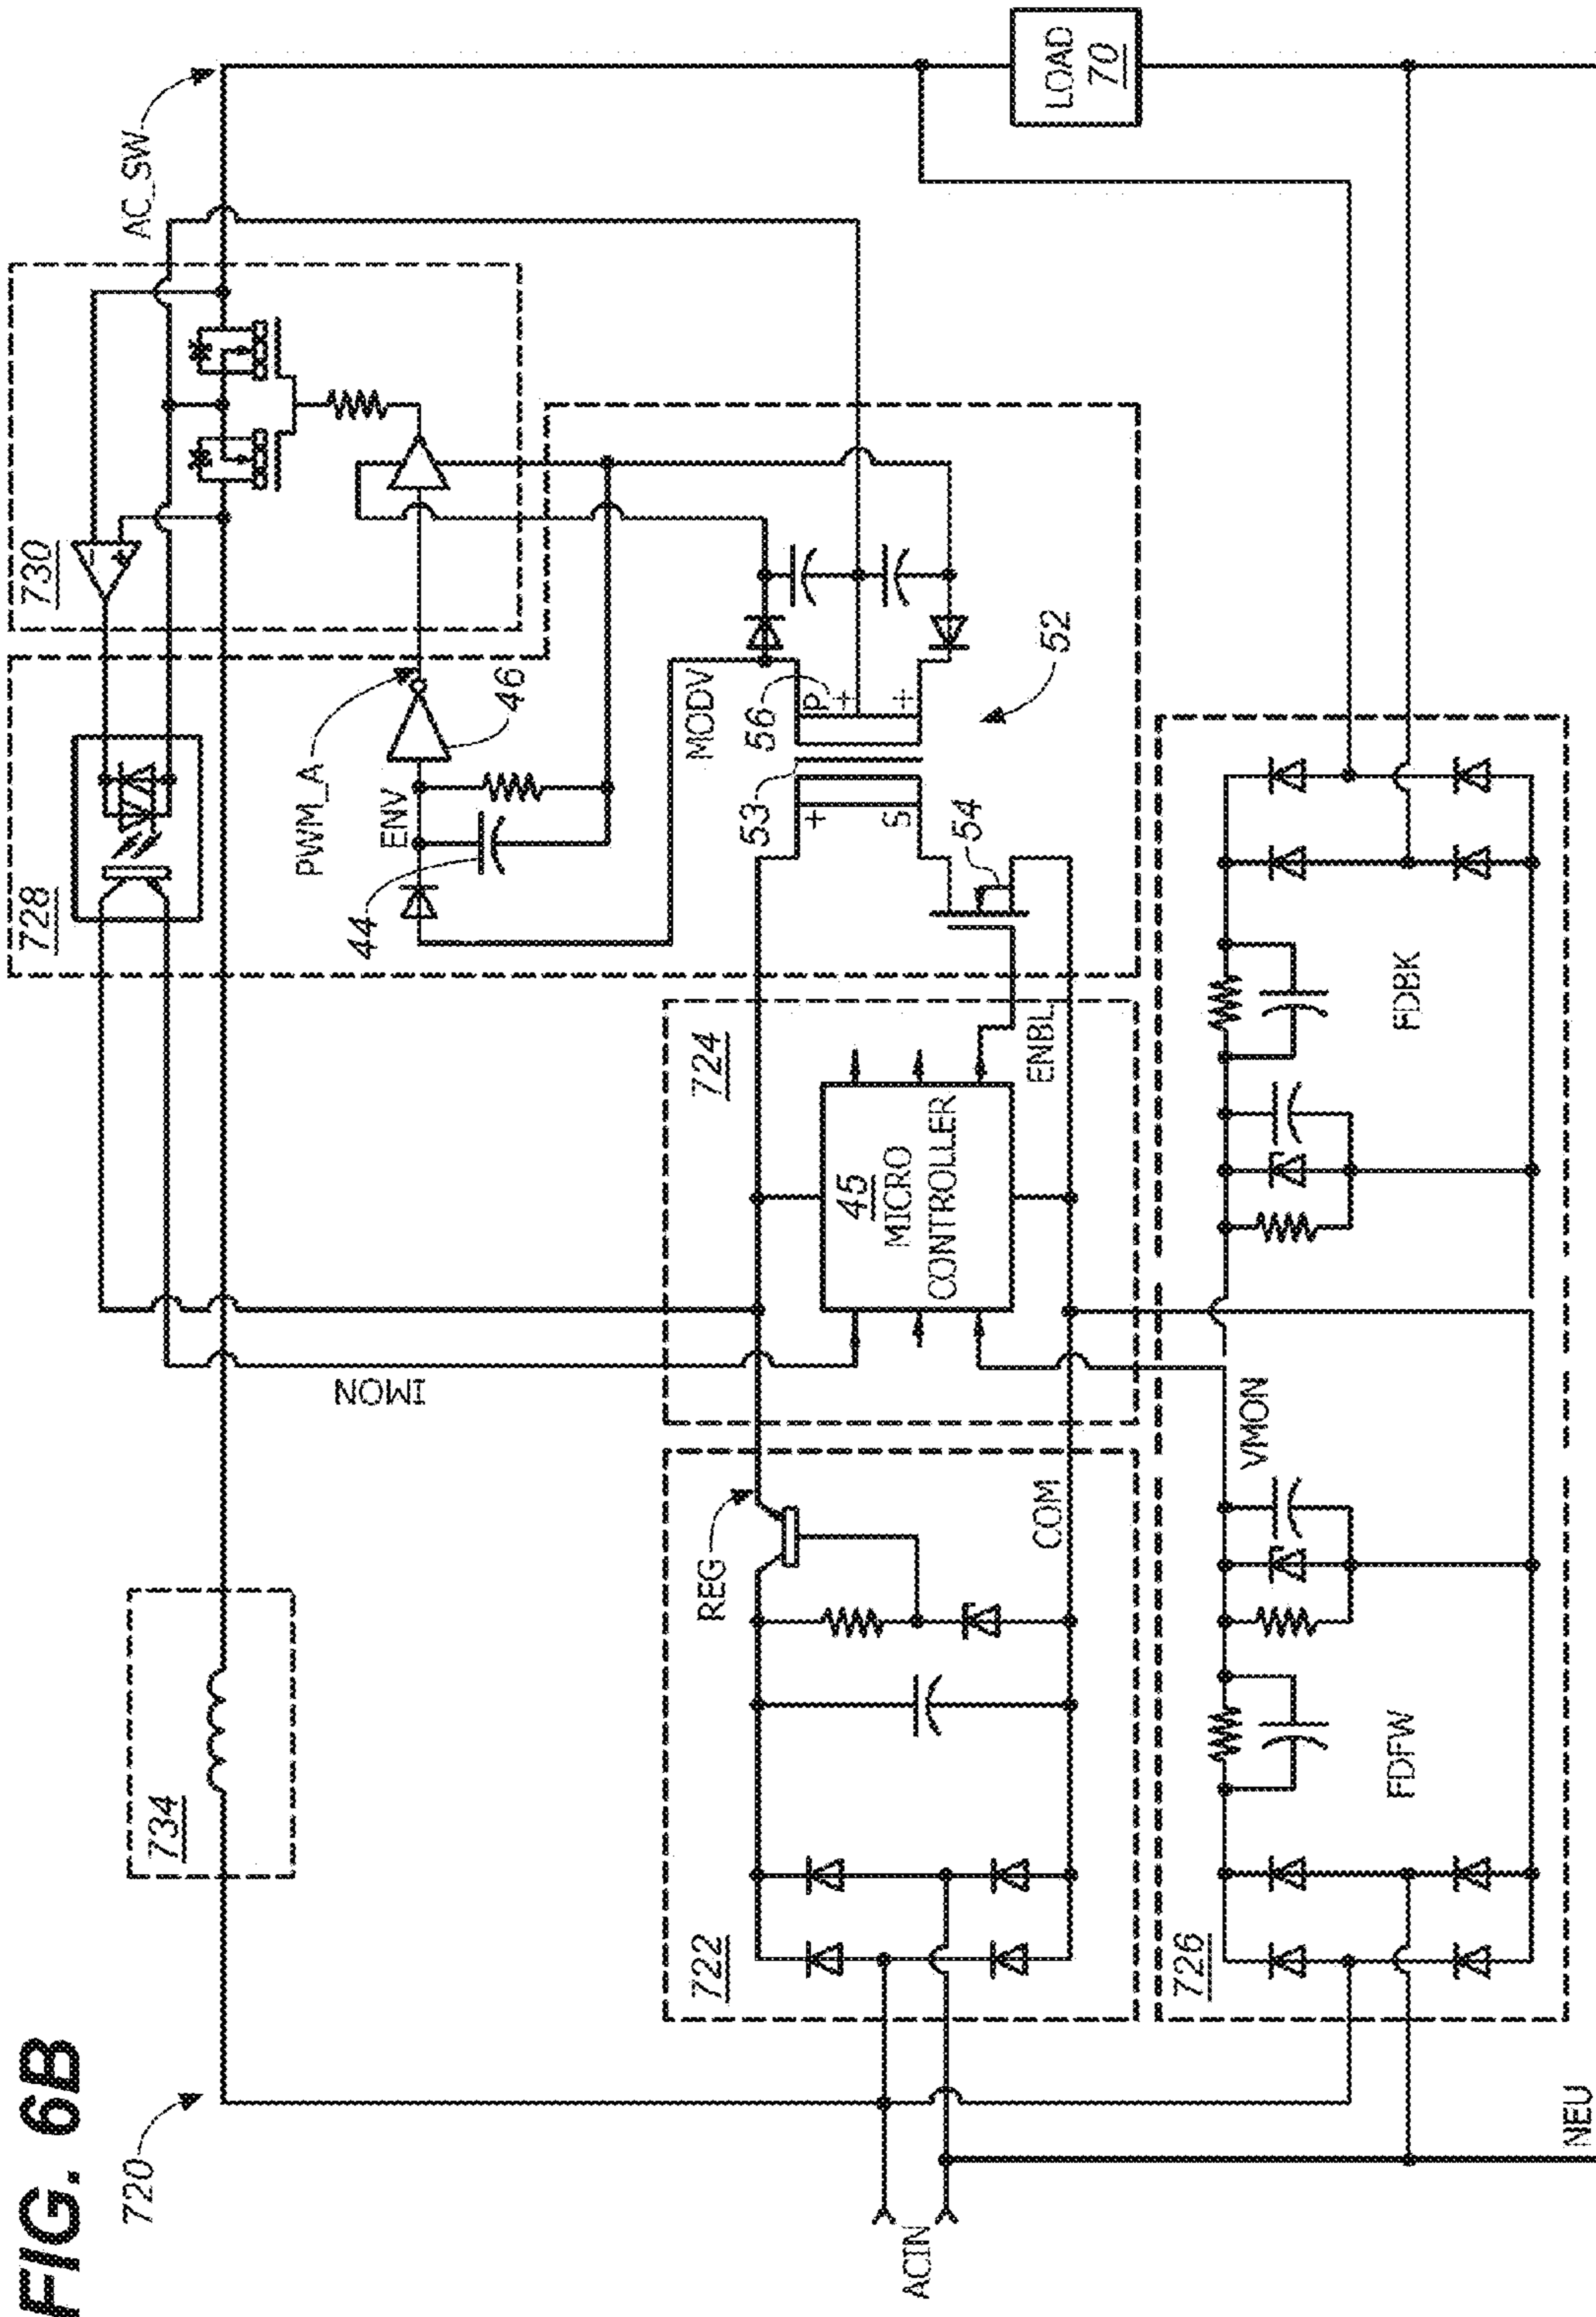 FIG. 6B
720
734
IMON
728
PWM_A
ENV
44
46
730
AC_SW
MODV
56
P
+
+
53
+
S
54
52
722
REG
COM
724
45
MICRO
CONTROLLER
ENBL
ACIN
NEU
726
FDFW
VMON
FDBK
LOAD
70